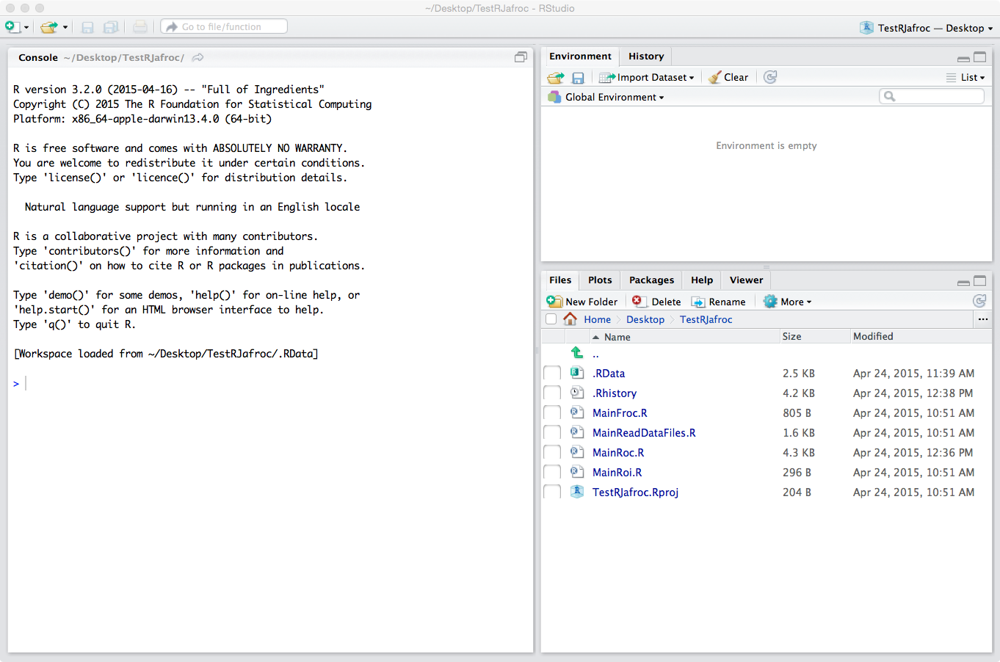 ~/Desktop/TestRJafroc - RStudio
Go to file/function
TestRJafroc — Desktop
Console ~/Desktop/TestRJafroc/
R version 3.2.0 (2015-04-16) -- "Full of Ingredients"
Copyright (C) 2015 The R Foundation for Statistical Computing
Platform: x86_64-apple-darwin13.4.0 (64-bit)
R is free software and comes with ABSOLUTELY NO WARRANTY.
You are welcome to redistribute it under certain conditions.
Type 'license()' or 'licence()' for distribution details.
Natural language support but running in an English locale
R is a collaborative project with many contributors.
Type 'contributors()' for more information and
'citation()' on how to cite R or R packages in publications.
Type 'demo()' for some demos, 'help()' for on-line help, or
'help.start()' for an HTML browser interface to help.
Type 'q()' to quit R.
[Workspace loaded from ~/Desktop/TestRJafroc/.RData]
>
Environment History
Import Dataset Clear List
Global Environment
Environment is empty
Files Plots Packages Help Viewer
New Folder Delete Rename More
Home Desktop TestRJafroc ...
Name Size Modified
..
.RData 2.5 KB Apr 24, 2015, 11:39 AM
.Rhistory 4.2 KB Apr 24, 2015, 12:38 PM
MainFroc.R 805 B Apr 24, 2015, 10:51 AM
MainReadDataFiles.R 1.6 KB Apr 24, 2015, 10:51 AM
MainRoc.R 4.3 KB Apr 24, 2015, 12:36 PM
MainRoi.R 296 B Apr 24, 2015, 10:51 AM
TestRJafroc.Rproj 204 B Apr 24, 2015, 10:51 AM